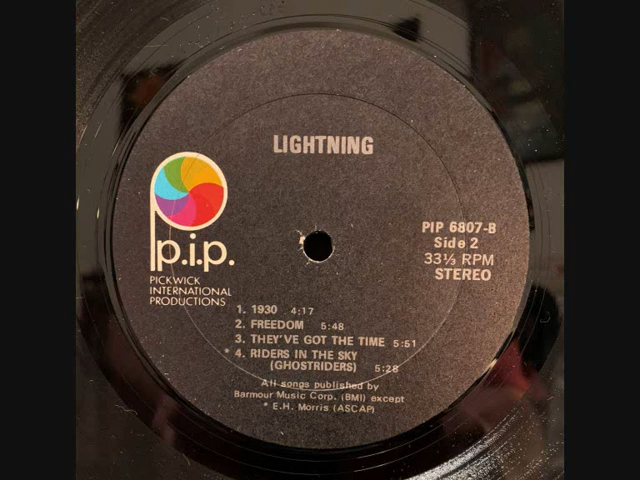 LIGHTNING
p.i.p.
PICKWICK
INTERNATIONAL
PRODUCTIONS
PIP 6807-B
Side 2
33⅓ RPM
STEREO
1. 1930 4:17
2. FREEDOM 5:48
3. THEY'VE GOT THE TIME 5:51
* 4. RIDERS IN THE SKY
(GHOSTRIDERS) 5:28
All songs published by
Barmour Music Corp. (BMI) except
* E.H. Morris (ASCAP)